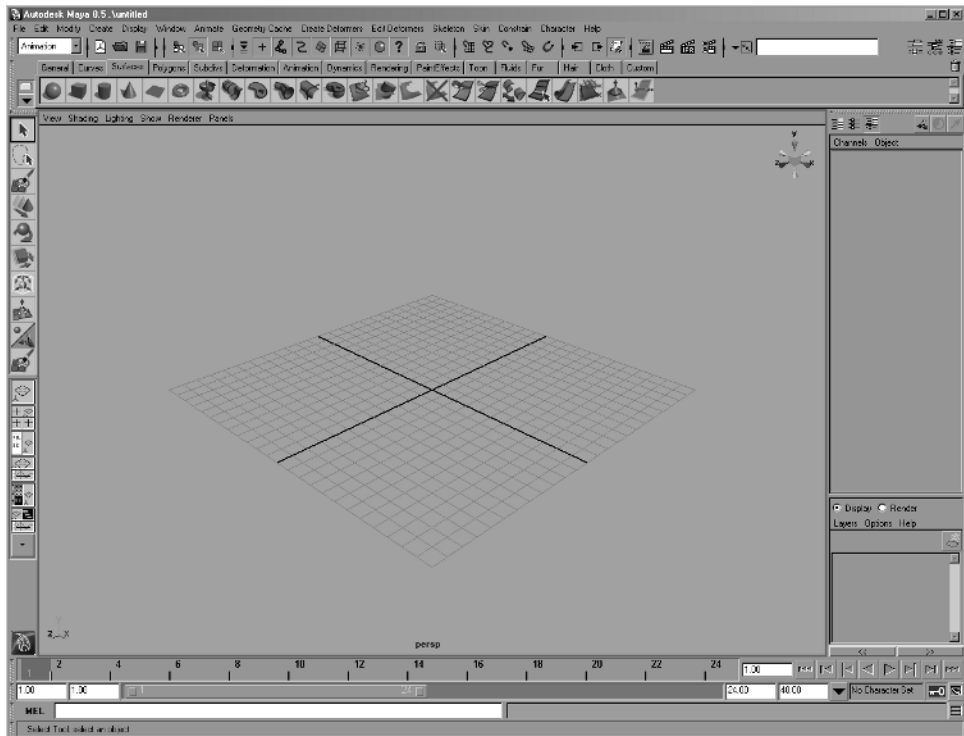 Autodesk Maya 8.5: \untitled
File Edit Modify Create Display Window Animate Geometry Cache Create Deformers Edit Deformers Skeleton Skin Constrain Character Help
Animation
General Curves Surfaces Polygons Subdivs Deformation Animation Dynamics Rendering PaintEffects Toon Fluids Fur Hair Cloth Custom
View Shading Lighting Show Renderer Panels
Channels Object
Display Render
Layers Options Help
persp
<< >>
2 4 6 8 10 12 14 16 18 20 22 24
1 1.00
1.00 1.00 1 24 24.00 48.00 No Character Set
MEL
Select Tool: select an object